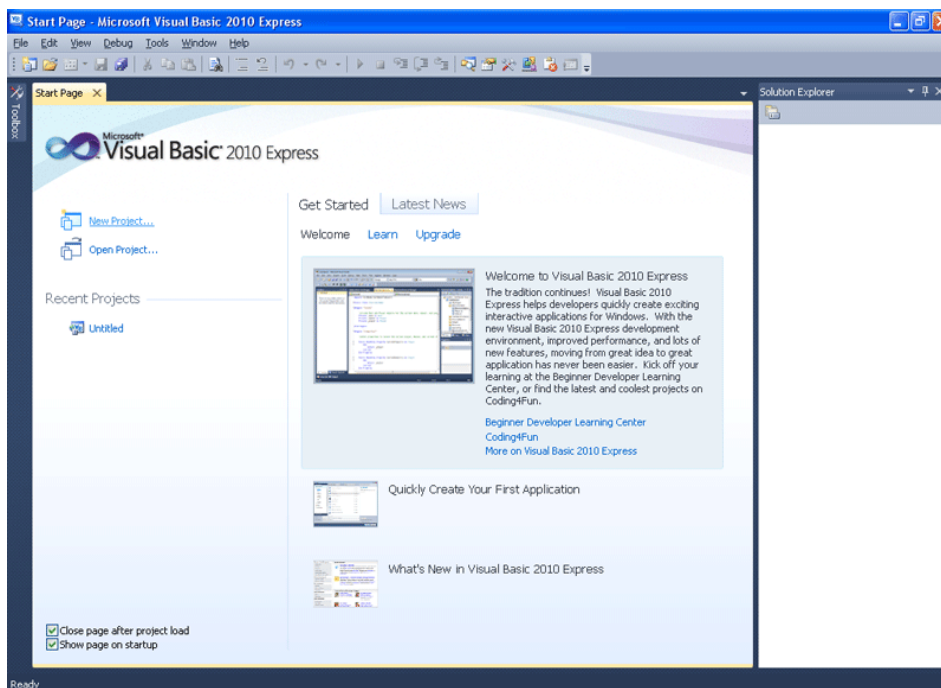 Start Page - Microsoft Visual Basic 2010 Express
File Edit View Debug Tools Window Help
Toolbox
Start Page
Solution Explorer
Microsoft®
Visual Basic® 2010 Express
New Project...
Open Project...
Recent Projects
Untitled
Get Started
Latest News
Welcome Learn Upgrade
Welcome to Visual Basic 2010 Express
The tradition continues! Visual Basic 2010
Express helps developers quickly create exciting
interactive applications for Windows. With the
new Visual Basic 2010 Express development
environment, improved performance, and lots of
new features, moving from great idea to great
application has never been easier. Kick off your
learning at the Beginner Developer Learning
Center, or find the latest and coolest projects on
Coding4Fun.
Beginner Developer Learning Center
Coding4Fun
More on Visual Basic 2010 Express
Quickly Create Your First Application
What's New in Visual Basic 2010 Express
Close page after project load
Show page on startup
Ready